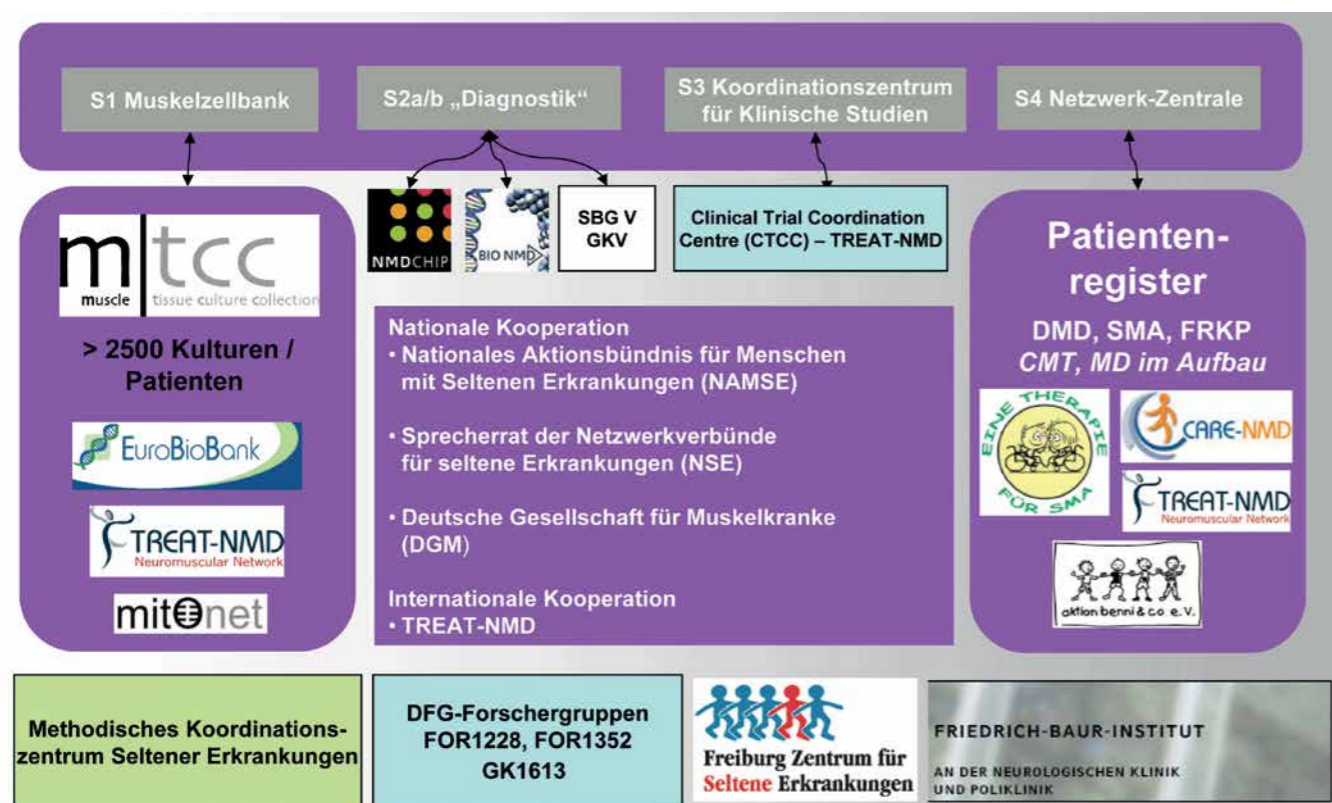 S1 Muskelzellbank
S2a/b „Diagnostik“
S3 Koordinationszentrum
für Klinische Studien
S4 Netzwerk-Zentrale
m tcc
muscle tissue culture collection
> 2500 Kulturen /
Patienten
EuroBioBank
TREAT-NMD
Neuromuscular Network
mitOnet
NMDCHIP
BIO NMD
SBG V
GKV
Clinical Trial Coordination
Centre (CTCC) – TREAT-NMD
Nationale Kooperation
• Nationales Aktionsbündnis für Menschen
mit Seltenen Erkrankungen (NAMSE)
• Sprecherrat der Netzwerkverbünde
für seltene Erkrankungen (NSE)
• Deutsche Gesellschaft für Muskelkranke
(DGM)
Internationale Kooperation
• TREAT-NMD
Patienten-
register
DMD, SMA, FRKP
CMT, MD im Aufbau
EINE THERAPIE
FÜR SMA
CARE-NMD
TREAT-NMD
Neuromuscular Network
aktion benni & co e.V.
Methodisches Koordinations-
zentrum Seltener Erkrankungen
DFG-Forschergruppen
FOR1228, FOR1352
GK1613
Freiburg Zentrum für
Seltene Erkrankungen
FRIEDRICH-BAUR-INSTITUT
AN DER NEUROLOGISCHEN KLINIK
UND POLIKLINIK